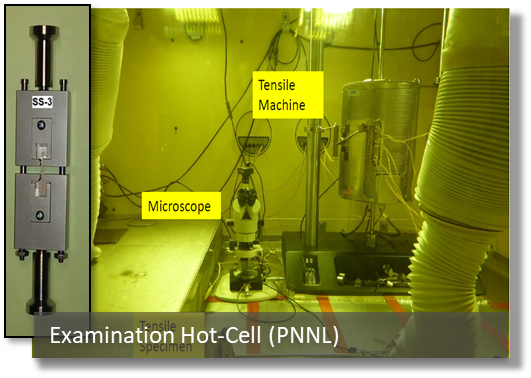 SS-3
Tensile
Machine
Microscope
Tensile
Specimen
Examination Hot-Cell (PNNL)